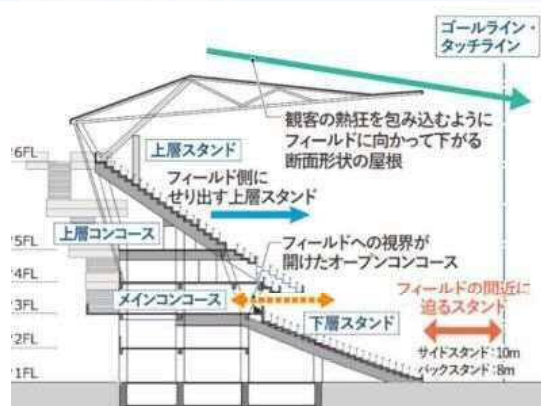 ゴールライン・
タッチライン
観客の熱狂を包み込むように
フィールドに向かって下がる
断面形状の屋根
上層スタンド
フィールド側に
せり出す上層スタンド
上層コンコース
フィールドへの視界が
開けたオープンコンコース
メインコンコース
下層スタンド
フィールドの間近に
迫るスタンド
サイドスタンド:10m
バックスタンド:8m
6FL
5FL
4FL
3FL
2FL
1FL